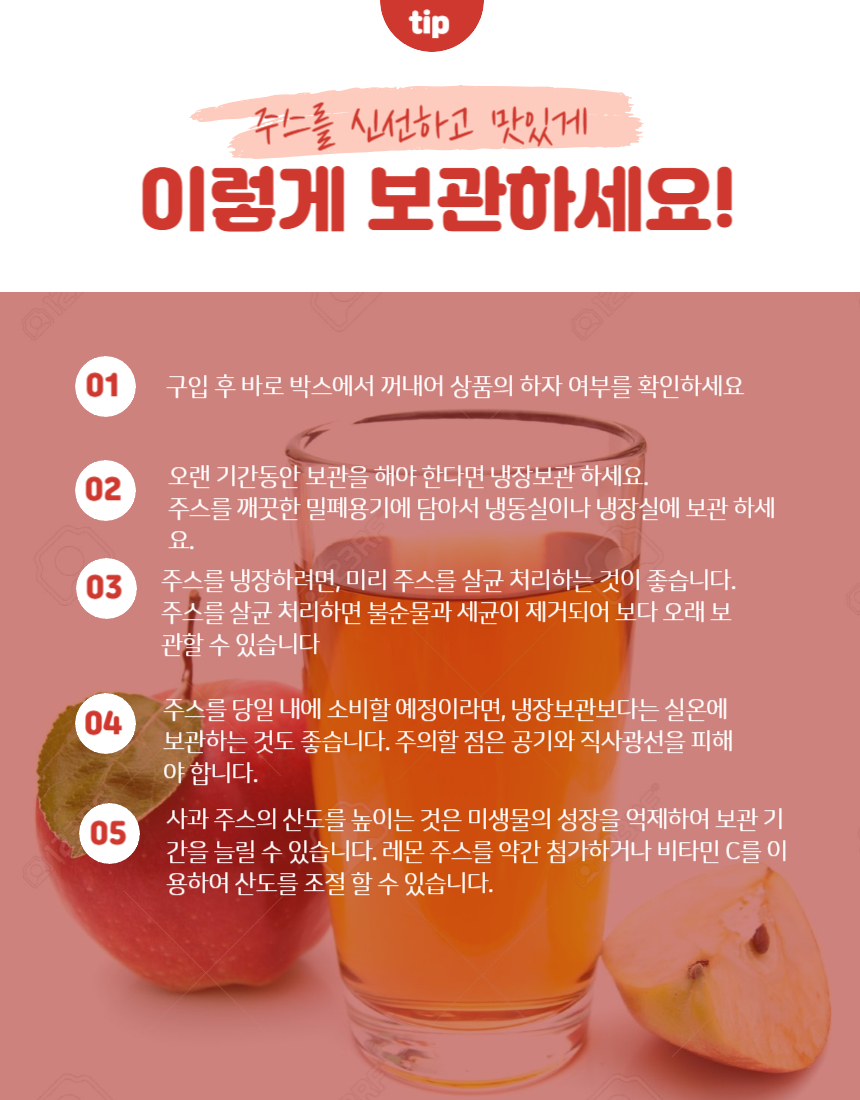 tip
주스를 신선하고 맛있게
이렇게 보관하세요!
01
구입 후 바로 박스에서 꺼내어 상품의 하자 여부를 확인하세요
02
오랜 기간동안 보관을 해야 한다면 냉장보관 하세요.
주스를 깨끗한 밀폐용기에 담아서 냉동실이나 냉장실에 보관 하세
요.
03
주스를 냉장하려면, 미리 주스를 살균 처리하는 것이 좋습니다.
주스를 살균 처리하면 불순물과 세균이 제거되어 보다 오래 보
관할 수 있습니다
04
주스를 당일 내에 소비할 예정이라면, 냉장보관보다는 실온에
보관하는 것도 좋습니다. 주의할 점은 공기와 직사광선을 피해
야 합니다.
05
사과 주스의 산도를 높이는 것은 미생물의 성장을 억제하여 보관 기
간을 늘릴 수 있습니다. 레몬 주스를 약간 첨가하거나 비타민 C를 이
용하여 산도를 조절 할 수 있습니다.